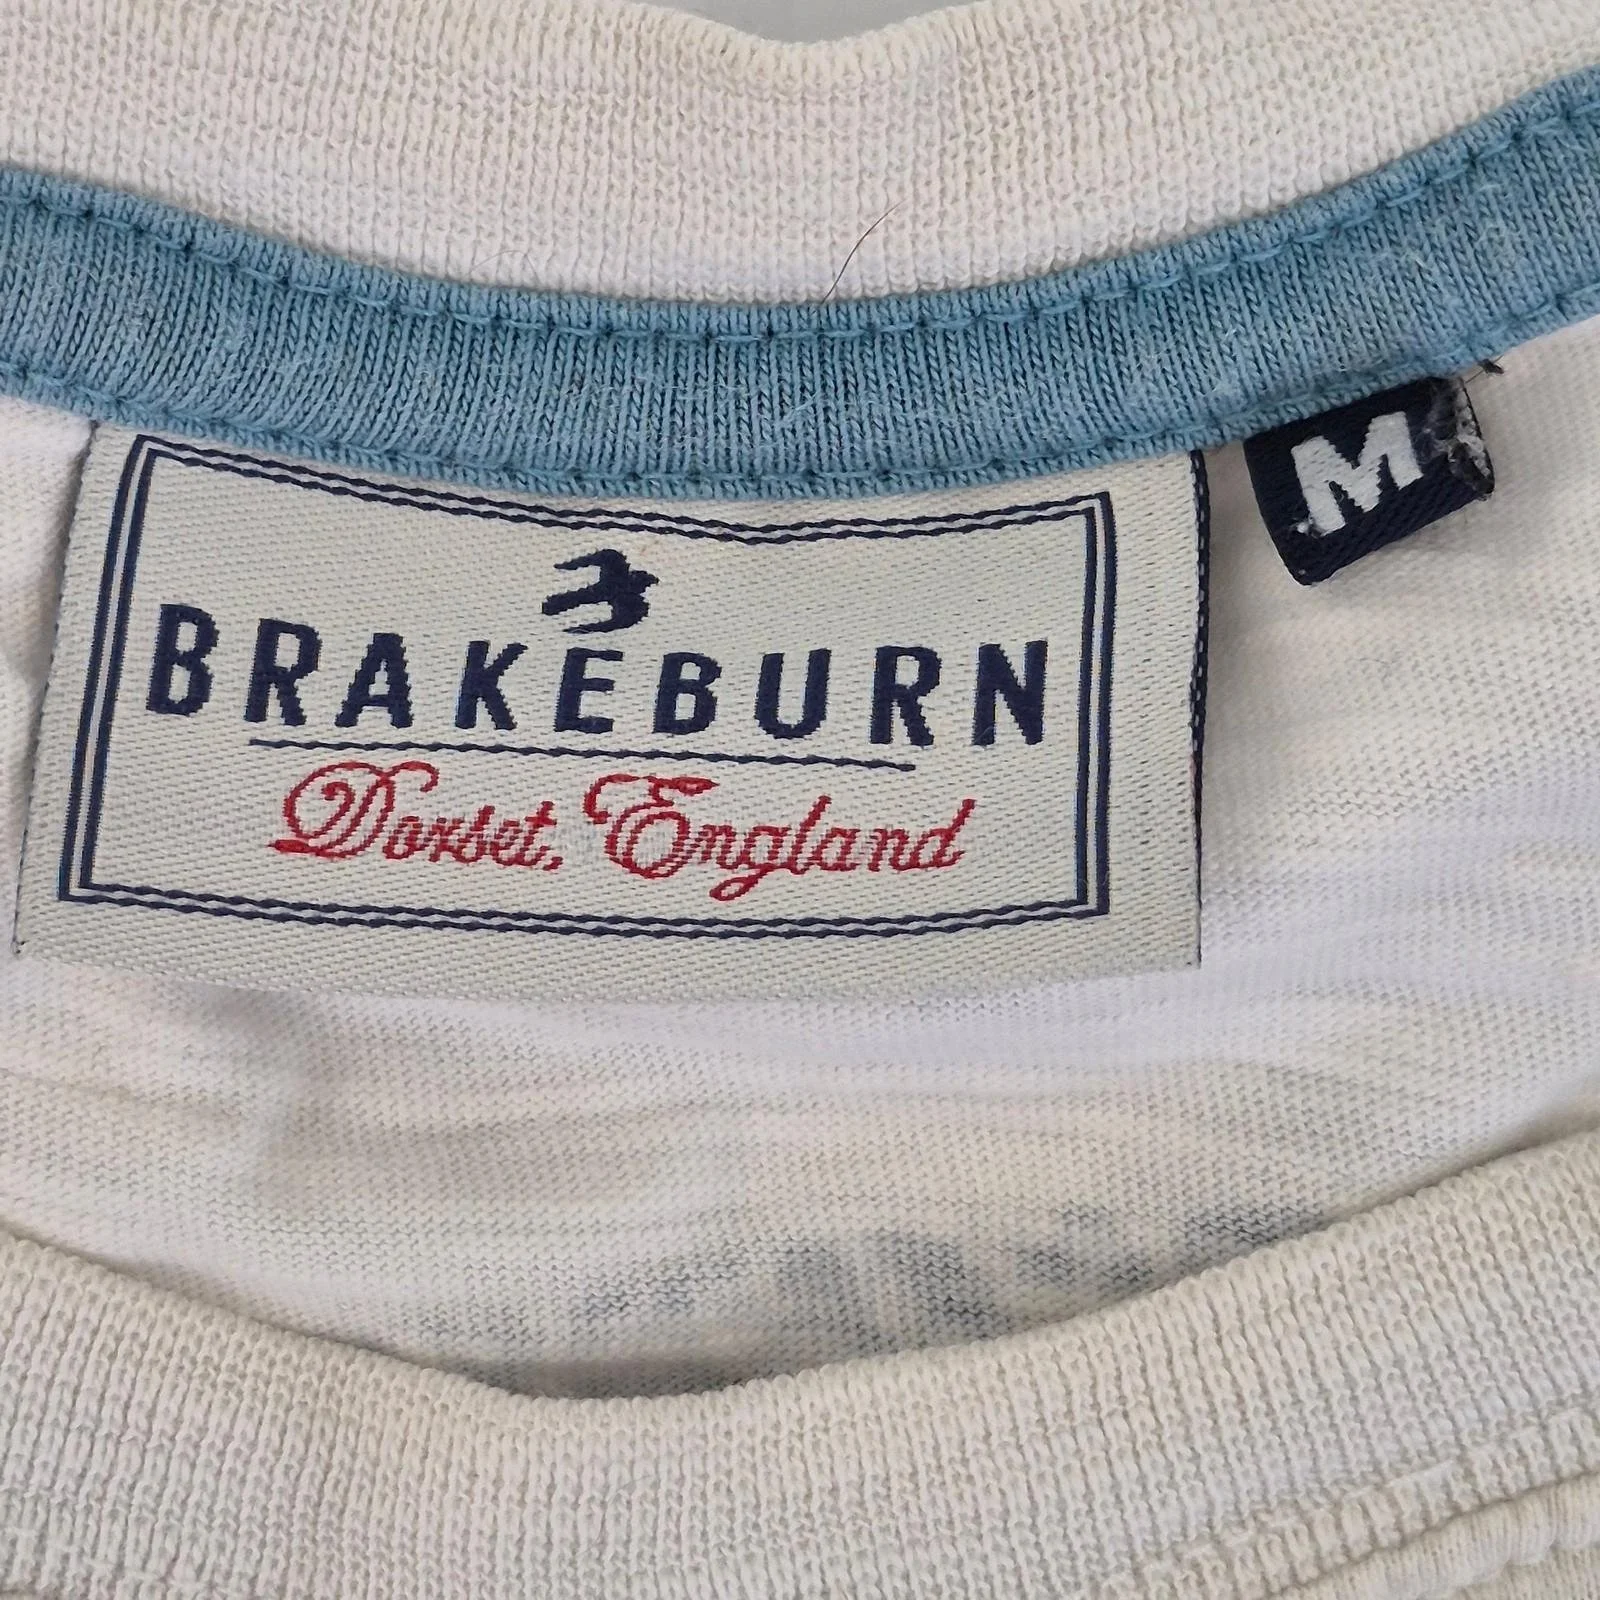 BRAKEBURN
Dorset, England
M